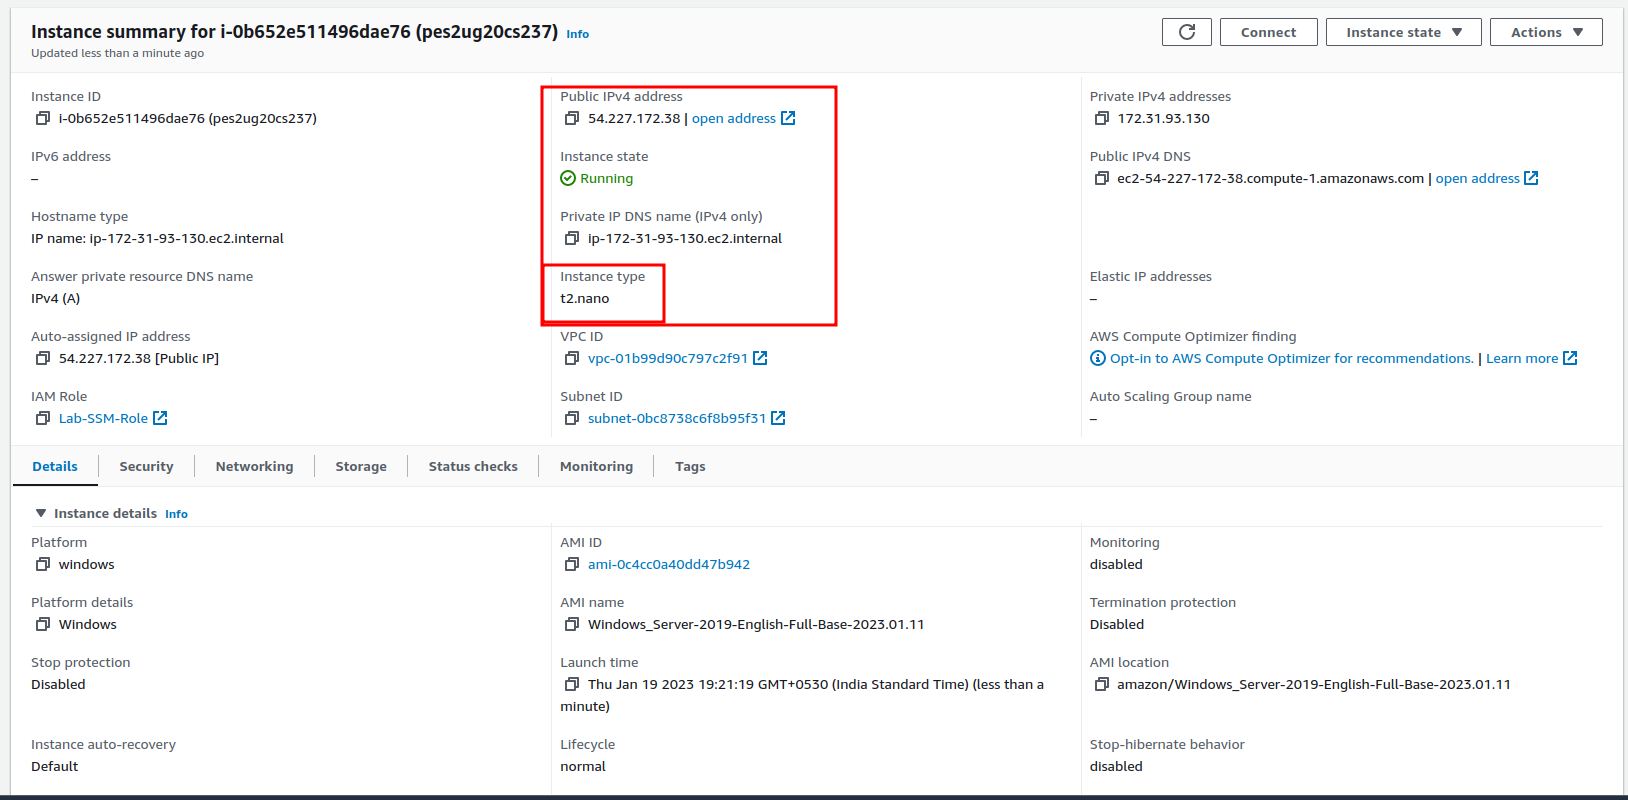 Instance summary for i-0b652e511496dae76 (pes2ug20cs237) Info
Updated less than a minute ago
Connect
Instance state
Actions
Instance ID
i-0b652e511496dae76 (pes2ug20cs237)
Public IPv4 address
54.227.172.38 | open address
Private IPv4 addresses
172.31.93.130
IPv6 address
–
Instance state
Running
Public IPv4 DNS
ec2-54-227-172-38.compute-1.amazonaws.com | open address
Hostname type
IP name: ip-172-31-93-130.ec2.internal
Private IP DNS name (IPv4 only)
ip-172-31-93-130.ec2.internal
Answer private resource DNS name
IPv4 (A)
Instance type
t2.nano
Elastic IP addresses
–
Auto-assigned IP address
54.227.172.38 [Public IP]
VPC ID
vpc-01b99d90c797c2f91
AWS Compute Optimizer finding
Opt-in to AWS Compute Optimizer for recommendations. | Learn more
IAM Role
Lab-SSM-Role
Subnet ID
subnet-0bc8738c6f8b95f31
Auto Scaling Group name
–
Details
Security
Networking
Storage
Status checks
Monitoring
Tags
Instance details Info
Platform
windows
AMI ID
ami-0c4cc0a40dd47b942
Monitoring
disabled
Platform details
Windows
AMI name
Windows_Server-2019-English-Full-Base-2023.01.11
Termination protection
Disabled
Stop protection
Disabled
Launch time
Thu Jan 19 2023 19:21:19 GMT+0530 (India Standard Time) (less than a
minute)
AMI location
amazon/Windows_Server-2019-English-Full-Base-2023.01.11
Instance auto-recovery
Default
Lifecycle
normal
Stop-hibernate behavior
disabled